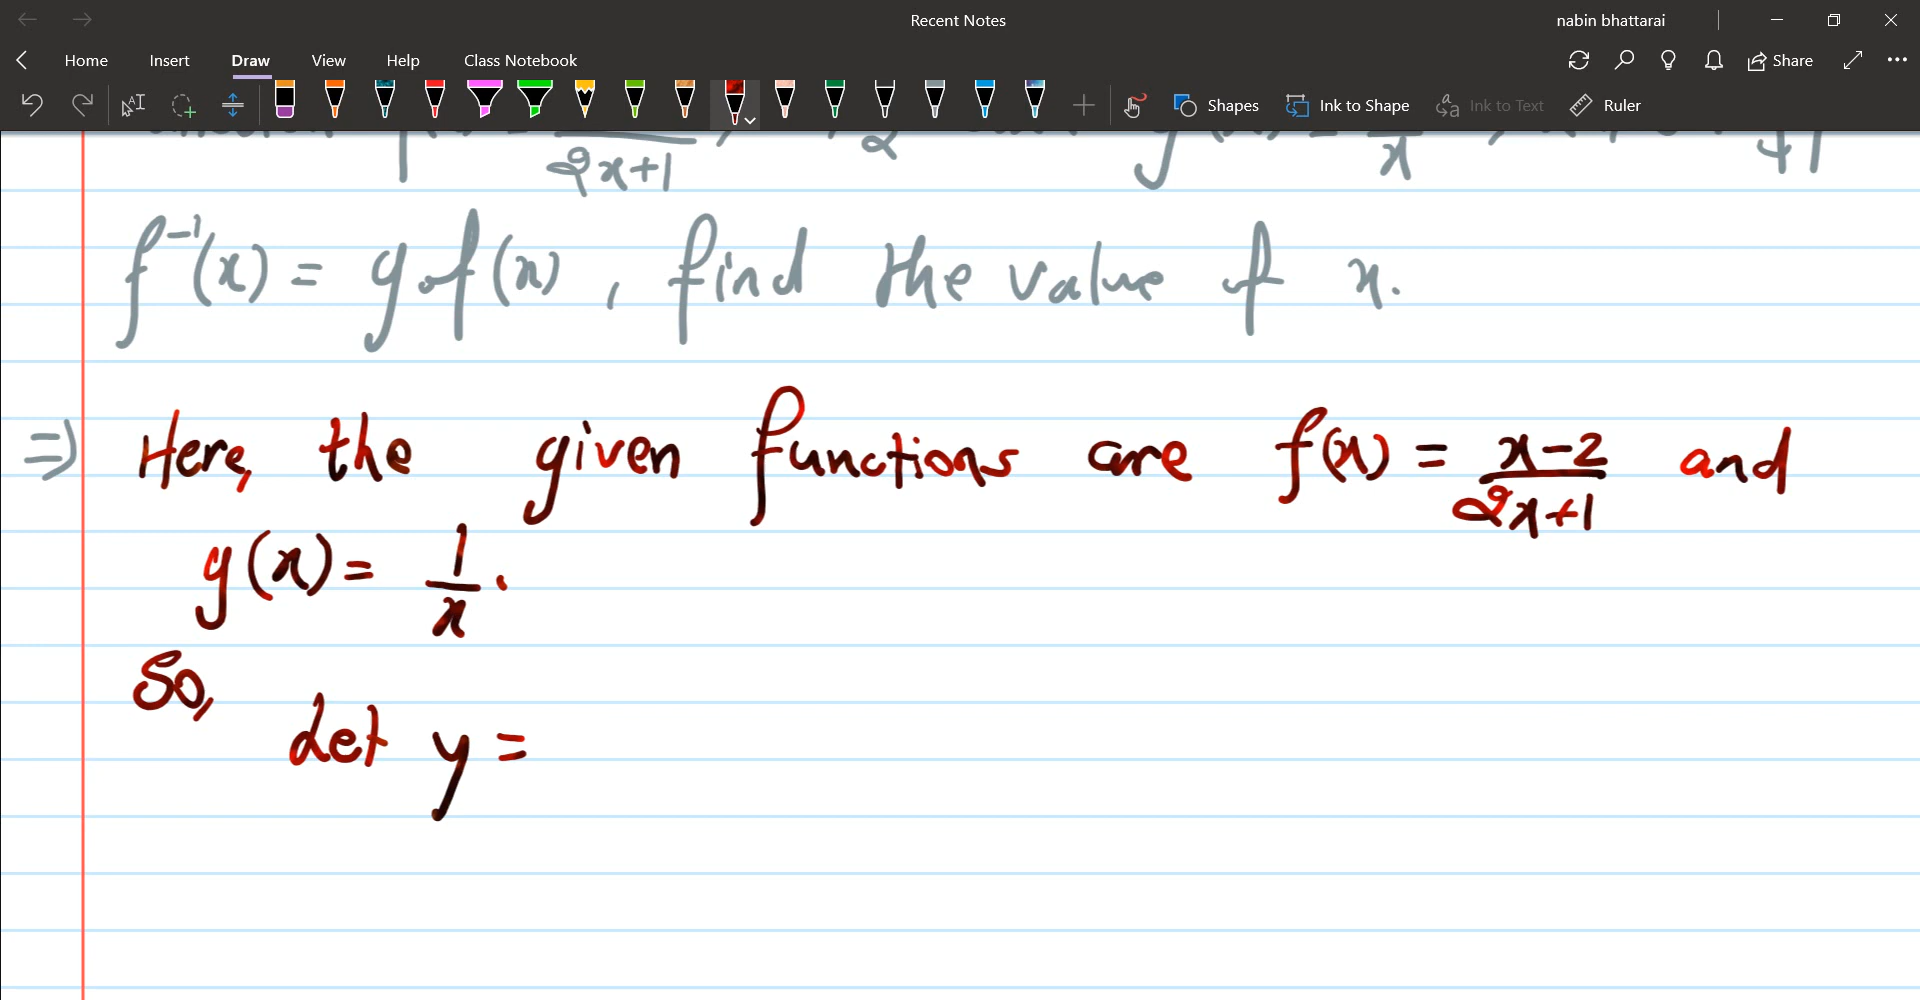 Recent Notes
nabin bhattarai
Home Insert Draw View Help Class Notebook
Share
Shapes Ink to Shape Ink to Text Ruler
2x+1 2 x
f⁻¹(x) = gof(x), find the value of x.
=> Here, the given functions are f(x) = (x-2)/(2x+1) and
g(x) = 1/x.
So,
Let y =